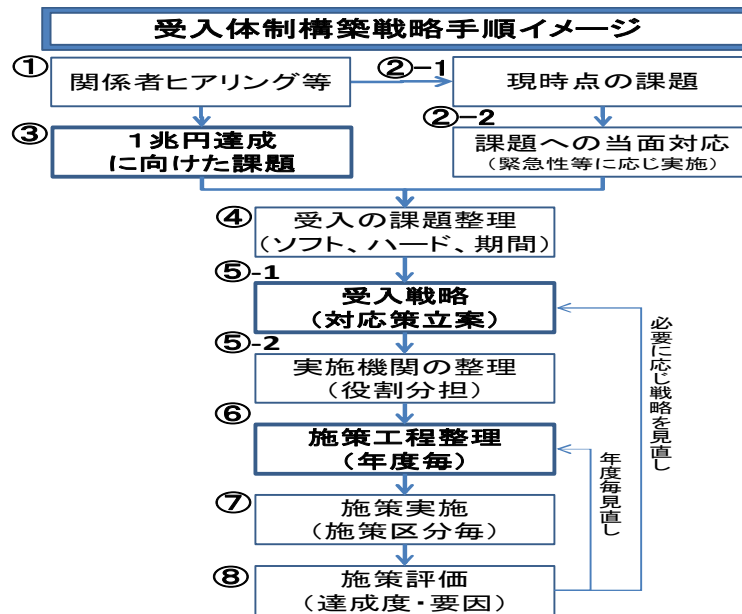 受入体制構築戦略手順イメージ
①
関係者ヒアリング等
②-1
現時点の課題
③
1兆円達成
に向けた課題
②-2
課題への当面対応
(緊急性等に応じ実施)
④
受入の課題整理
(ソフト、ハード、期間)
⑤-1
受入戦略
(対応策立案)
⑤-2
実施機関の整理
(役割分担)
⑥
施策工程整理
(年度毎)
⑦
施策実施
(施策区分毎)
⑧
施策評価
(達成度・要因)
年度毎見直し
必要に応じ戦略を見直し